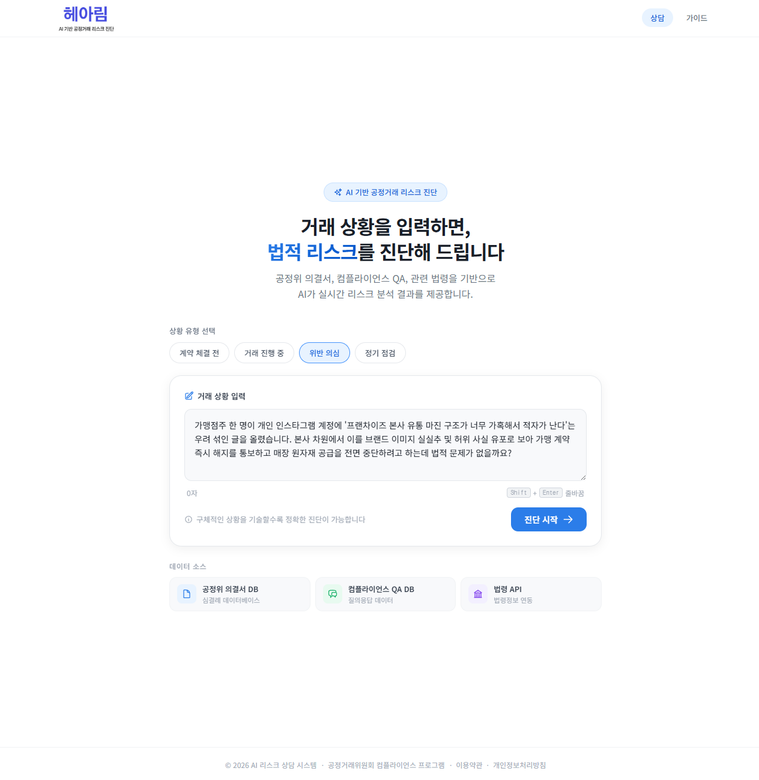 헤아림
AI 기반 공정거래 리스크 진단
상담
가이드
AI 기반 공정거래 리스크 진단
거래 상황을 입력하면,
법적 리스크를 진단해 드립니다
공정위 의결서, 컴플라이언스 QA, 관련 법령을 기반으로
AI가 실시간 리스크 분석 결과를 제공합니다.
상황 유형 선택
계약 체결 전
거래 진행 중
위반 의심
정기 점검
거래 상황 입력
가맹점주 한 명이 개인 인스타그램 계정에 '프랜차이즈 본사 유통 마진 구조가 너무 가혹해서 적자가 난다'는
우려 섞인 글을 올렸습니다. 본사 차원에서 이를 브랜드 이미지 실실추 및 허위 사실 유포로 보아 가맹 계약
즉시 해지를 통보하고 매장 원자재 공급을 전면 중단하려고 하는데 법적 문제가 없을까요?
0자
Shift + Enter 줄바꿈
구체적인 상황을 기술할수록 정확한 진단이 가능합니다
진단 시작
데이터 소스
공정위 의결서 DB
심결례 데이터베이스
컴플라이언스 QA DB
질의응답 데이터
법령 API
법령정보 연동
© 2026 AI 리스크 상담 시스템 · 공정거래위원회 컴플라이언스 프로그램 · 이용약관 · 개인정보처리방침